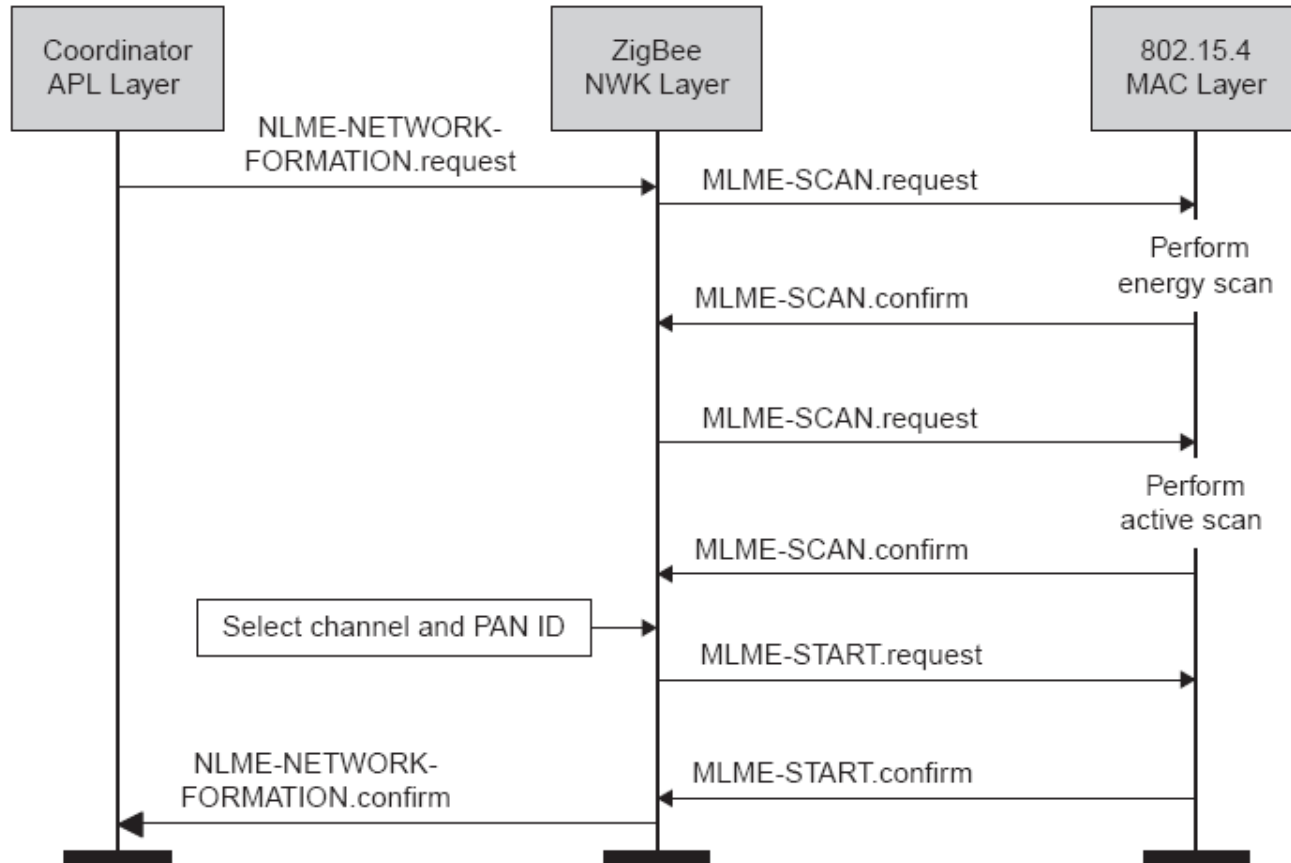 Coordinator
APL Layer
ZigBee
NWK Layer
802.15.4
MAC Layer
NLME-NETWORK-
FORMATION.request
MLME-SCAN.request
Perform
energy scan
MLME-SCAN.confirm
MLME-SCAN.request
Perform
active scan
MLME-SCAN.confirm
Select channel and PAN ID
MLME-START.request
NLME-NETWORK-
FORMATION.confirm
MLME-START.confirm